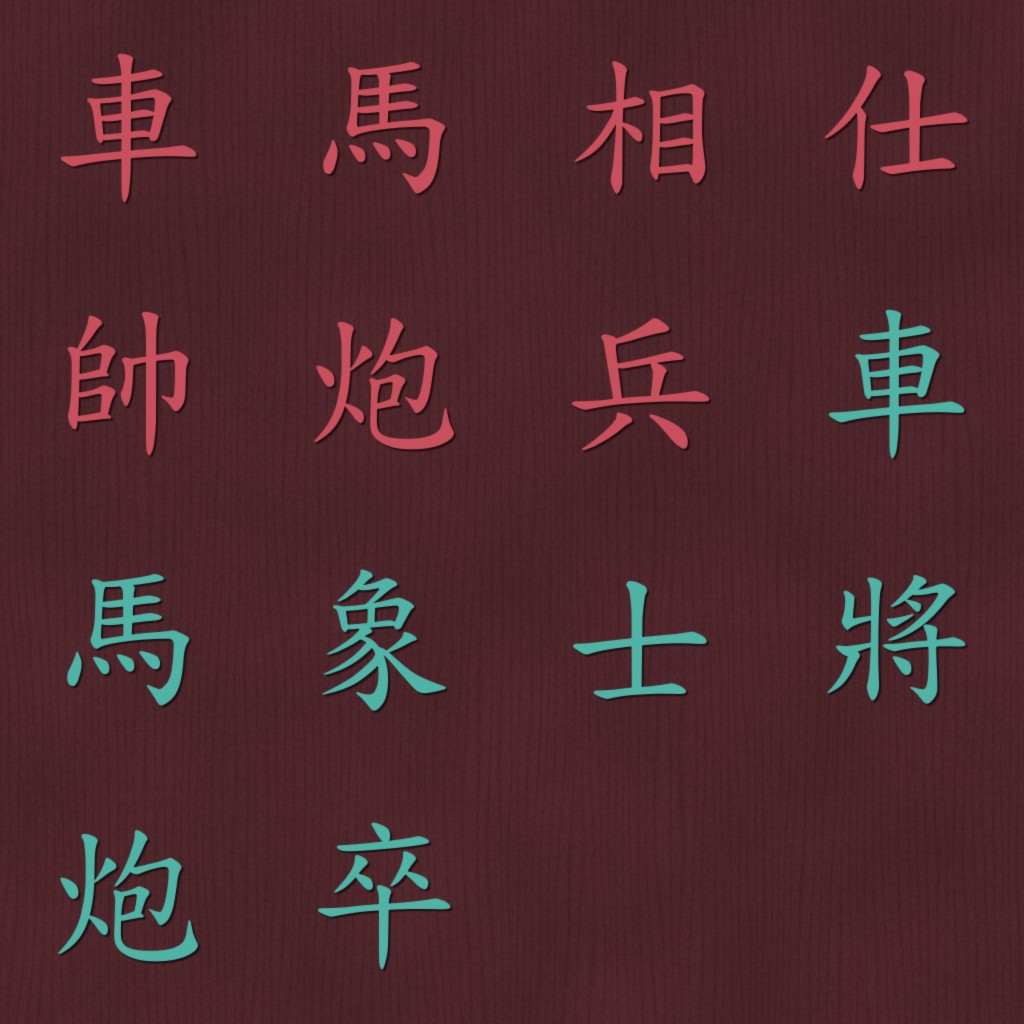 車 馬 相 仕
帥 炮 兵 車
馬 象 士 將
炮 卒